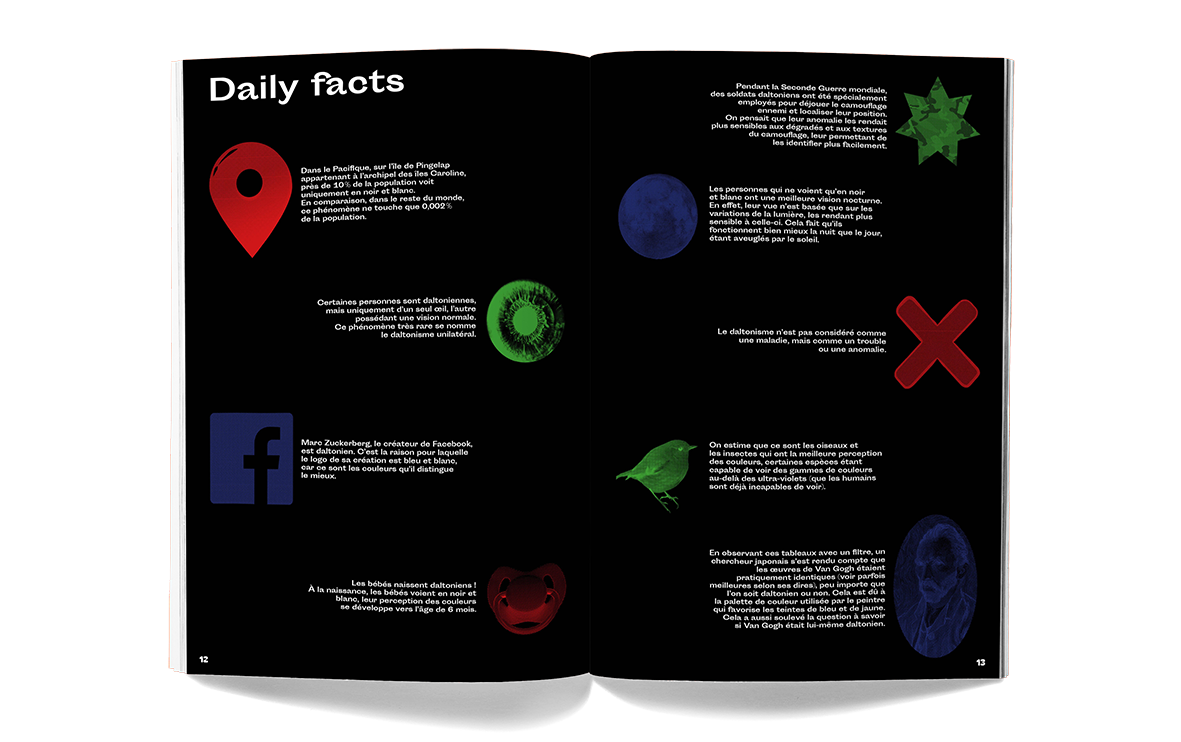 Daily facts
Dans le Pacifique, sur l'île de Pingelap
appartenant à l'archipel des îles Caroline,
près de 10% de la population voit
uniquement en noir et blanc.
En comparaison, dans le reste du monde,
ce phénomène ne touche que 0,002%
de la population.
Certaines personnes sont daltoniennes,
mais uniquement d'un seul œil, l'autre
possédant une vision normale.
Ce phénomène très rare se nomme
le daltonisme unilatéral.
Marc Zuckerberg, le créateur de Facebook,
est daltonien. C'est la raison pour laquelle
le logo de sa création est bleu et blanc,
car ce sont les couleurs qu'il distingue
le mieux.
Les bébés naissent daltoniens !
À la naissance, les bébés voient en noir et
blanc, leur perception des couleurs
se développe vers l'âge de 6 mois.
12
Pendant la Seconde Guerre mondiale,
des soldats daltoniens ont été spécialement
employés pour déjouer le camouflage
ennemi et localiser leur position.
On pensait que leur anomalie les rendait
plus sensibles aux dégradés et aux textures
du camouflage, leur permettant de
les identifier plus facilement.
Les personnes qui ne voient qu'en noir
et blanc ont une meilleure vision nocturne.
En effet, leur vue n'est basée que sur les
variations de la lumière, les rendant plus
sensible à celle-ci. Cela fait qu'ils
fonctionnent bien mieux la nuit que le jour,
étant aveuglés par le soleil.
Le daltonisme n'est pas considéré comme
une maladie, mais comme un trouble
ou une anomalie.
On estime que ce sont les oiseaux et
les insectes qui ont la meilleure perception
des couleurs, certaines espèces étant
capable de voir des gammes de couleurs
au-delà des ultra-violets (que les humains
sont déjà incapables de voir).
En observant ces tableaux avec un filtre, un
chercheur japonais s'est rendu compte que
les œuvres de Van Gogh étaient
pratiquement identiques (voir parfois
meilleures selon ses dires), peu importe que
l'on soit daltonien ou non. Cela est dû à
la palette de couleur utilisée par le peintre
qui favorise les teintes de bleu et de jaune.
Cela a aussi soulevé la question à savoir
si Van Gogh était lui-même daltonien.
13